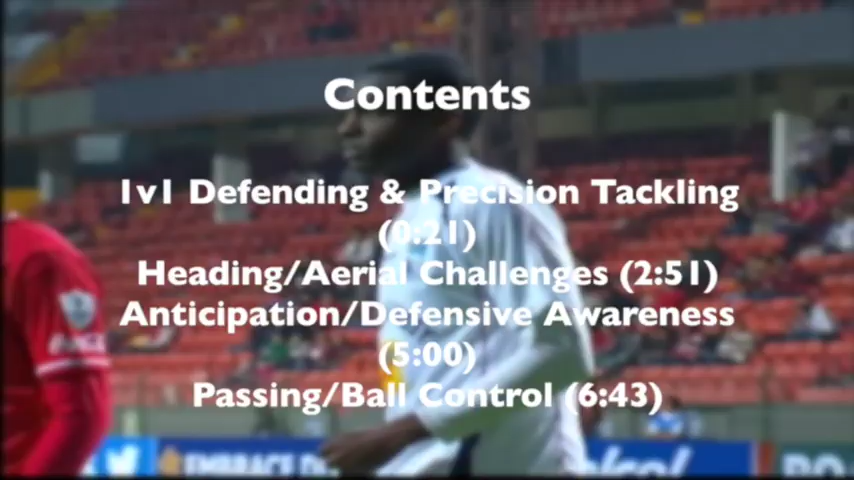 Contents
1v1 Defending & Precision Tackling
(0:21)
Heading/Aerial Challenges (2:51)
Anticipation/Defensive Awareness
(5:00)
Passing/Ball Control (6:43)
EMBRACE